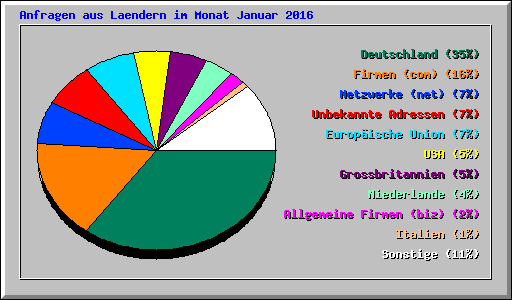 Anfragen aus Laendern im Monat Januar 2016
Deutschland (35%)
Firmen (com) (16%)
Netzwerke (net) (7%)
Unbekannte Adressen (7%)
Europäische Union (7%)
USA (5%)
Grossbritannien (5%)
Niederlande (4%)
Allgemeine Firmen (biz) (2%)
Italien (1%)
Sonstige (11%)